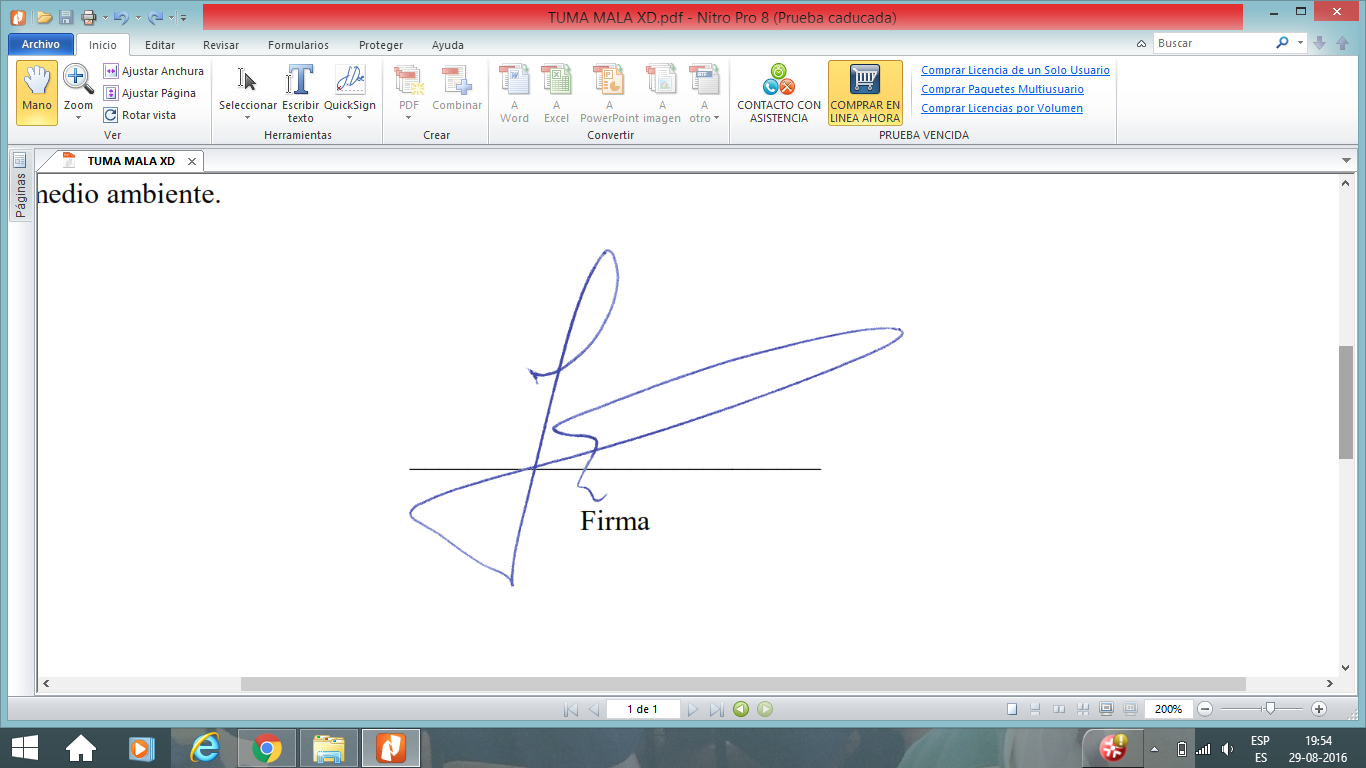 TUMA MALA XD.pdf - Nitro Pro 8 (Prueba caducada)
Archivo Inicio Editar Revisar Formularios Proteger Ayuda
Buscar
Mano
Zoom
Ajustar Anchura
Ajustar Página
Rotar vista
Ver
Seleccionar
Escribir texto
QuickSign
Herramientas
PDF
Combinar
Crear
A Word
A Excel
A PowerPoint
A imagen
A otro
Convertir
CONTACTO CON ASISTENCIA
COMPRAR EN LINEA AHORA
Comprar Licencia de un Solo Usuario
Comprar Paquetes Multiusuario
Comprar Licencias por Volumen
PRUEBA VENCIDA
TUMA MALA XD
Páginas
medio ambiente.
Firma
1 de 1
200%
ESP
ES
19:54
29-08-2016